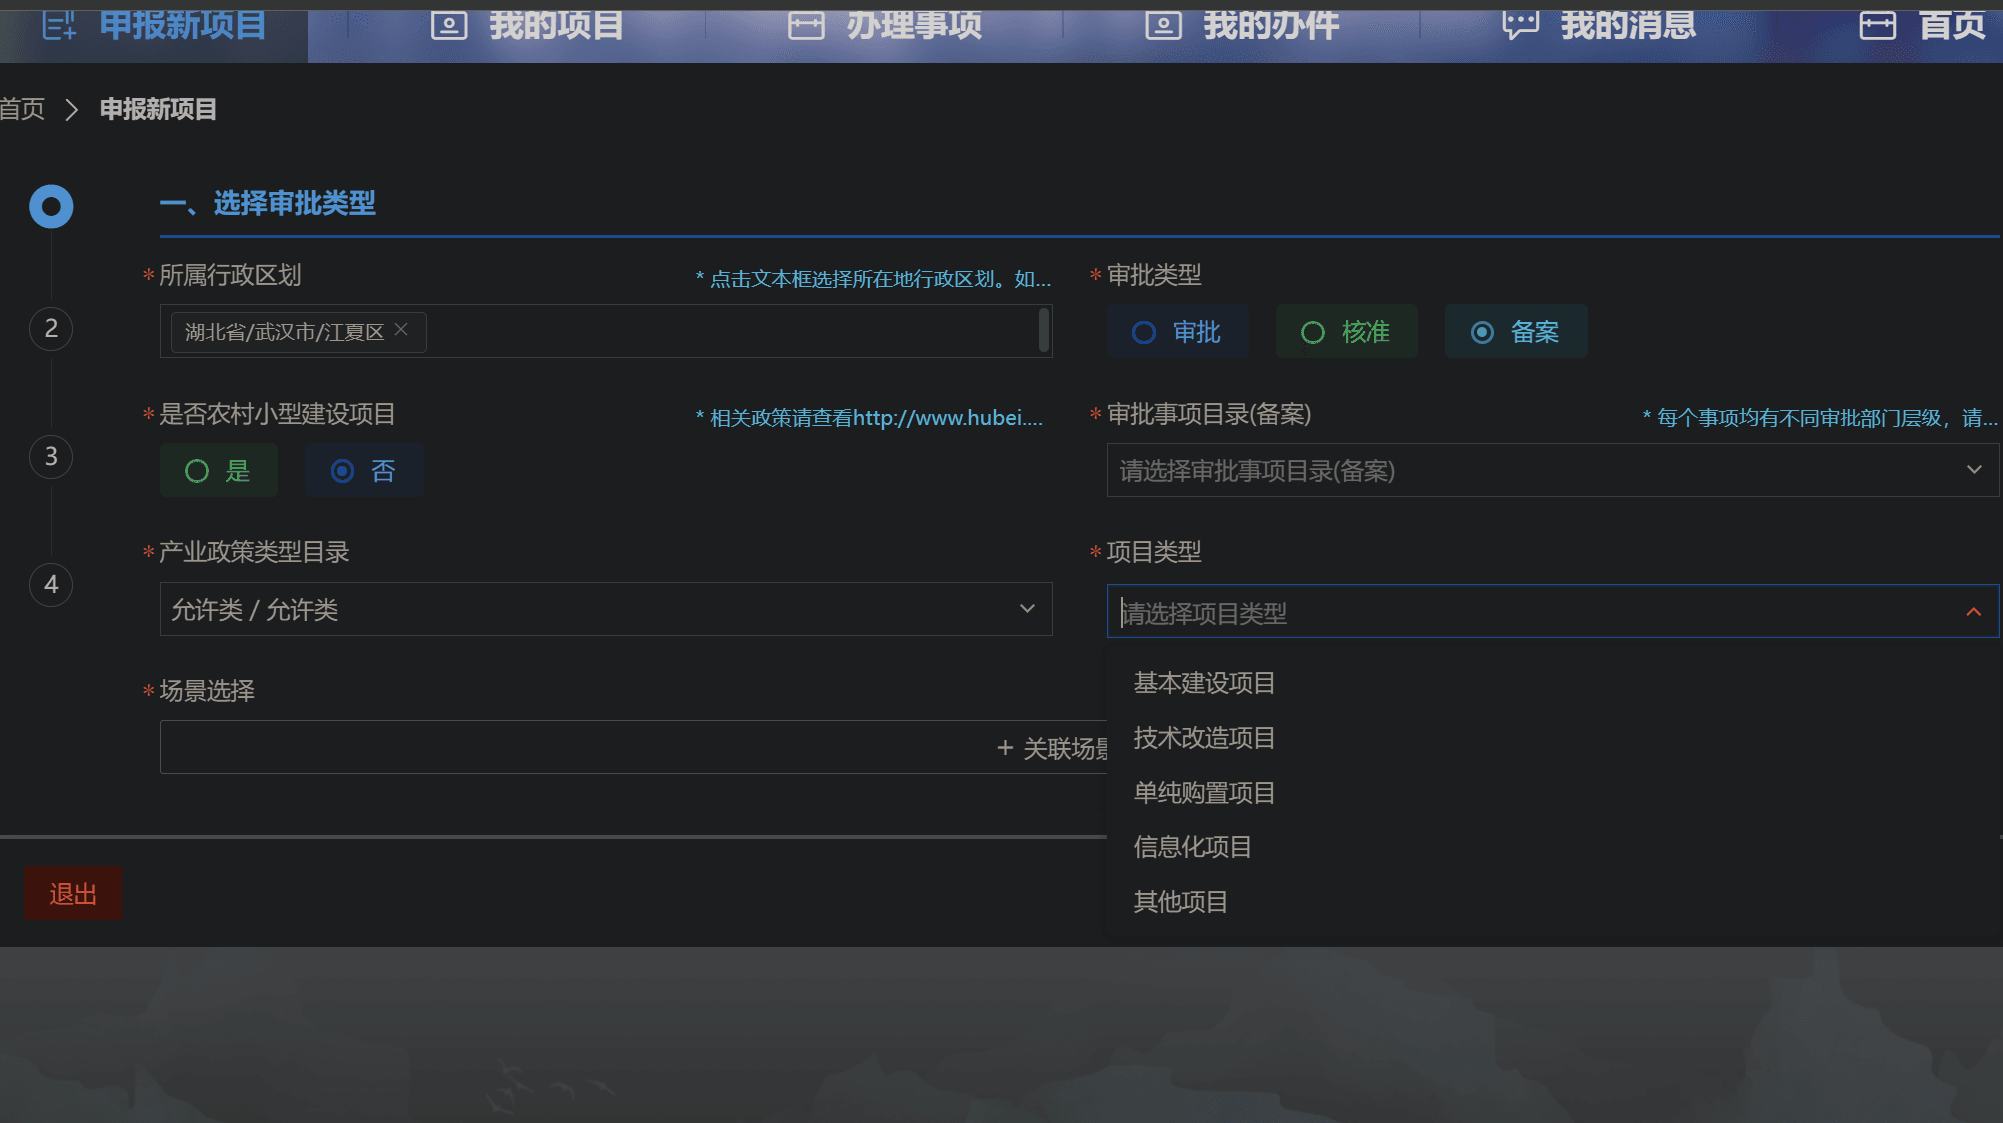 申报新项目 我的项目 办理事项 我的办件 我的消息 首页
首页 申报新项目
一、选择审批类型
* 所属行政区划 * 点击文本框选择所在地行政区划。如...
湖北省/武汉市/江夏区
* 审批类型
审批 核准 备案
2
* 是否农村小型建设项目 * 相关政策请查看http://www.hubei....
是 否
* 审批事项目录(备案) * 每个事项均有不同审批部门层级，请...
请选择审批事项目录(备案)
3
* 产业政策类型目录
允许类 / 允许类
* 项目类型
请选择项目类型
4
基本建设项目
技术改造项目
单纯购置项目
信息化项目
其他项目
* 场景选择
+ 关联场景
退出